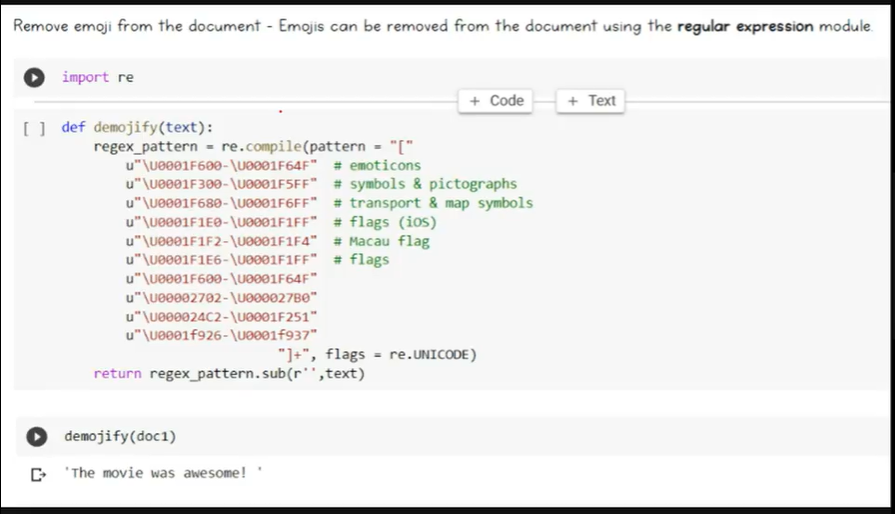 Remove emoji from the document - Emojis can be removed from the document using the regular expression module.
import re
+ Code + Text
[ ] def demojify(text):
regex_pattern = re.compile(pattern = "["
u"\U0001F600-\U0001F64F" # emoticons
u"\U0001F300-\U0001F5FF" # symbols & pictographs
u"\U0001F680-\U0001F6FF" # transport & map symbols
u"\U0001F1E0-\U0001F1FF" # flags (iOS)
u"\U0001F1F2-\U0001F1F4" # Macau flag
u"\U0001F1E6-\U0001F1FF" # flags
u"\U0001F600-\U0001F64F"
u"\U00002702-\U000027B0"
u"\U000024C2-\U0001F251"
u"\U0001f926-\U0001f937"
"]+", flags = re.UNICODE)
return regex_pattern.sub(r'',text)
demojify(doc1)
'The movie was awesome! '